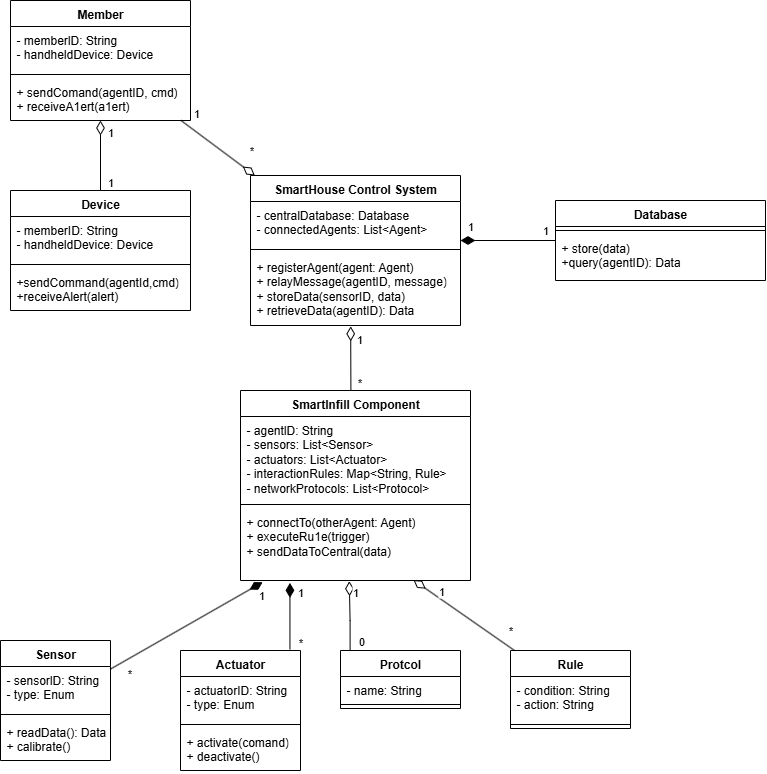 Member
- memberID: String
- handheldDevice: Device
+ sendComand(agentID, cmd)
+ receiveA1ert(a1ert)
1
1
*
1
Device
- memberID: String
- handheldDevice: Device
+sendCommand(agentId,cmd)
+receiveAlert(alert)
SmartHouse Control System
- centralDatabase: Database
- connectedAgents: List<Agent>
+ registerAgent(agent: Agent)
+ relayMessage(agentID, message)
+ storeData(sensorID, data)
+ retrieveData(agentID): Data
1
1
Database
+ store(data)
+query(agentID): Data
1
*
SmartInfill Component
- agentID: String
- sensors: List<Sensor>
- actuators: List<Actuator>
- interactionRules: Map<String, Rule>
- networkProtocols: List<Protocol>
+ connectTo(otherAgent: Agent)
+ executeRu1e(trigger)
+ sendDataToCentral(data)
1
1
1
1
*
*
0
*
Sensor
- sensorID: String
- type: Enum
+ readData(): Data
+ calibrate()
Actuator
- actuatorID: String
- type: Enum
+ activate(comand)
+ deactivate()
Protcol
- name: String
Rule
- condition: String
- action: String